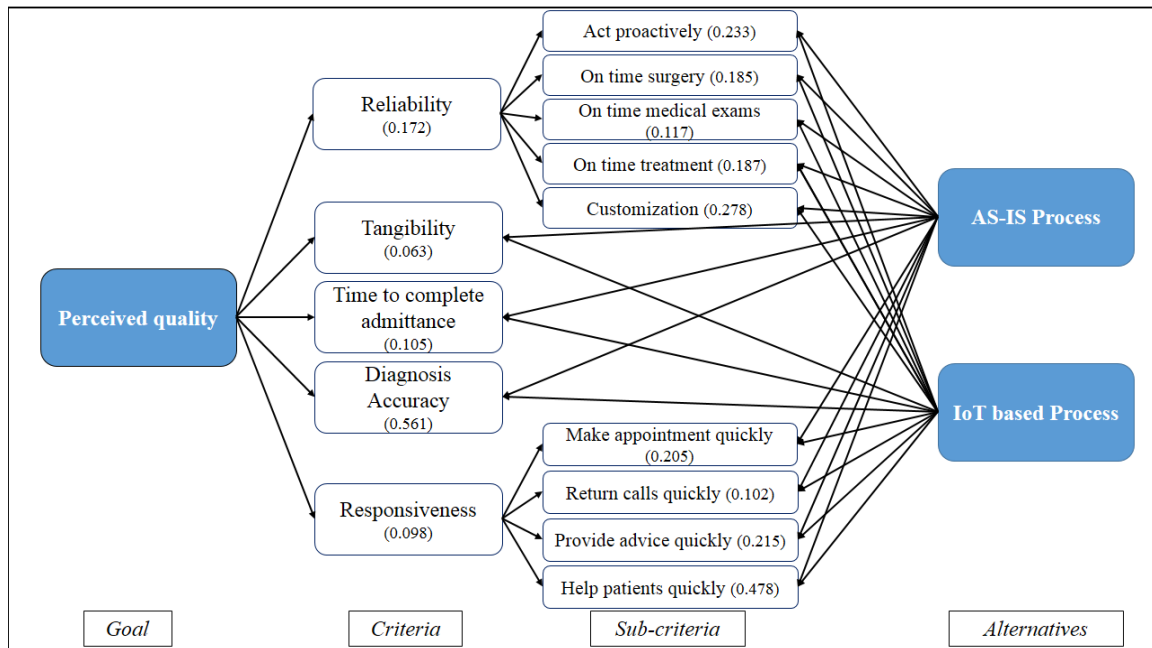 Perceived quality
Reliability
(0.172)
Tangibility
(0.063)
Time to complete
admittance
(0.105)
Diagnosis
Accuracy
(0.561)
Responsiveness
(0.098)
Act proactively (0.233)
On time surgery (0.185)
On time medical exams
(0.117)
On time treatment (0.187)
Customization (0.278)
Make appointment quickly
(0.205)
Return calls quickly (0.102)
Provide advice quickly (0.215)
Help patients quickly (0.478)
AS-IS Process
IoT based Process
Goal
Criteria
Sub-criteria
Alternatives